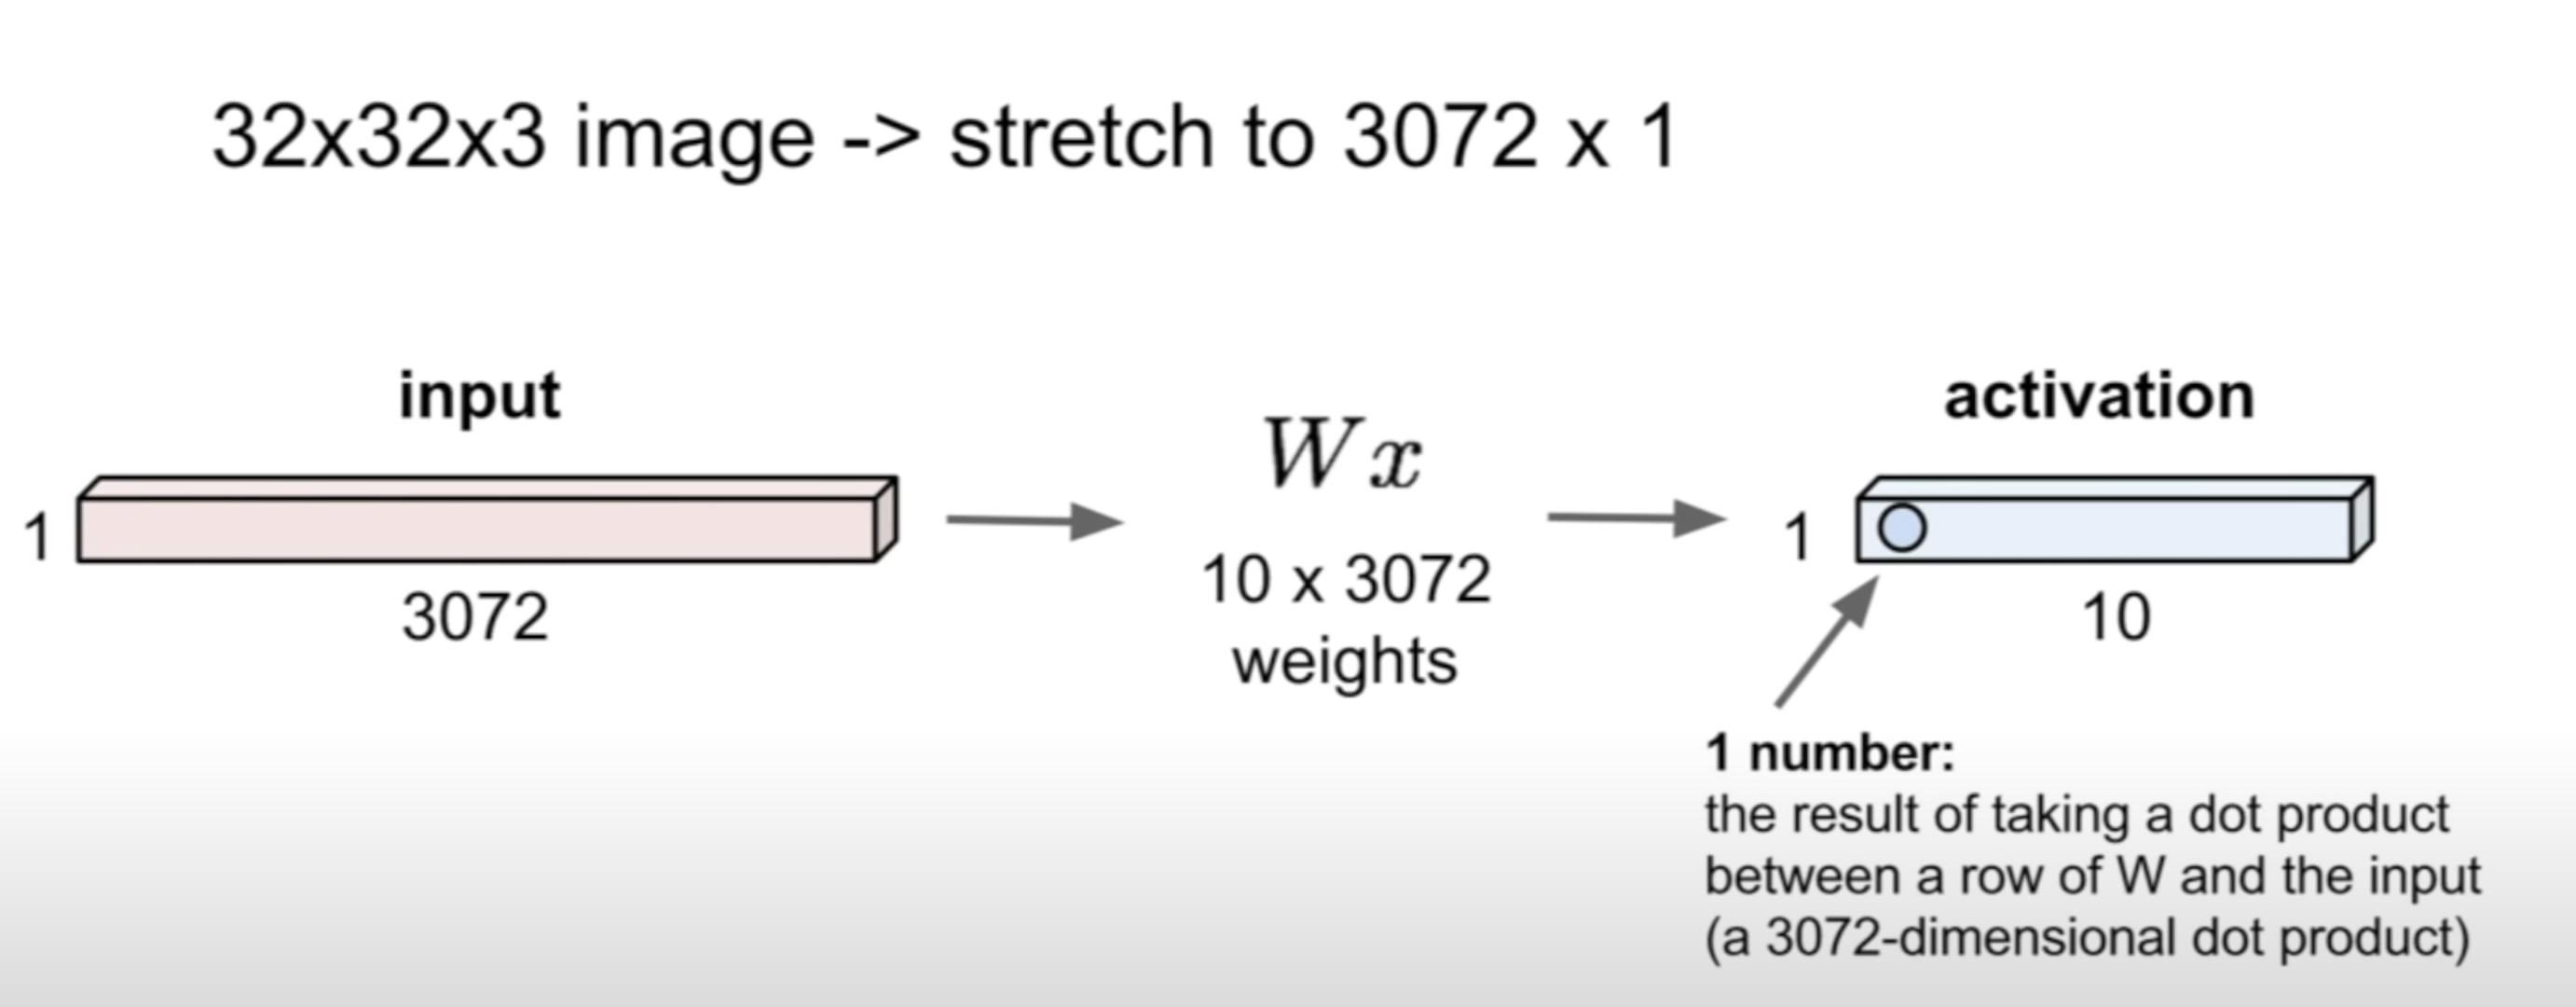 32x32x3 image -> stretch to 3072 x 1
input
1
3072
Wx
10 x 3072
weights
activation
1
10
1 number:
the result of taking a dot product
between a row of W and the input
(a 3072-dimensional dot product)